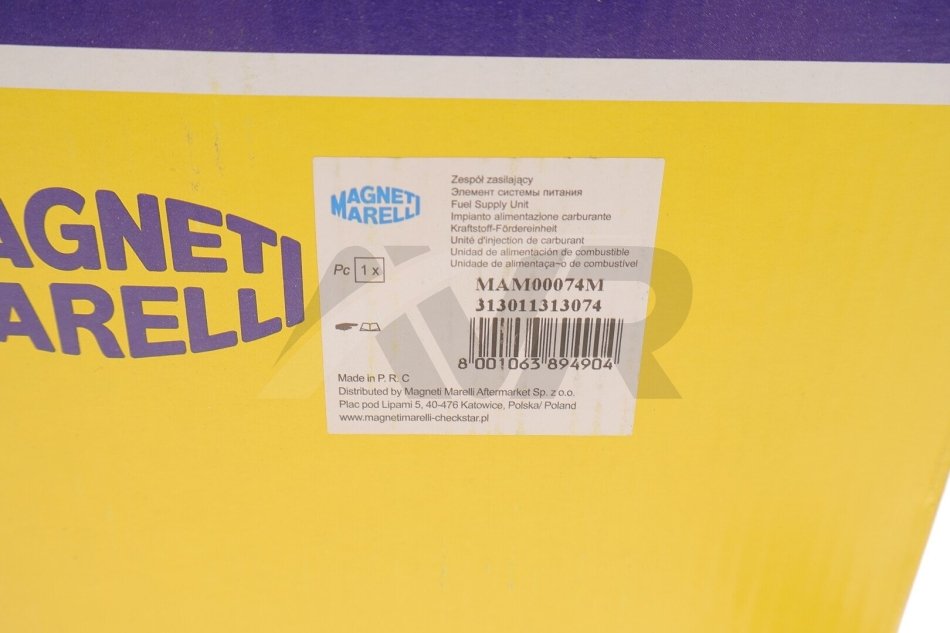 MAGNETI
MARELLI
MAGNETI
MARELLI
Zespół zasilający
Элемент системы питания
Fuel Supply Unit
Impianto alimentazione carburante
Kraftstoff-Fördereinheit
Unité d'injection de carburant
Unidad de alimentación de combustible
Unidade de alimentaça~o de combustível
Pc 1 x
MAM00074M
313011313074
8 001063 894904
Made in P. R. C
Distributed by Magneti Marelli Aftermarket Sp. z o.o.
Plac pod Lipami 5, 40-476 Katowice, Polska/ Poland
www.magnetimarelli-checkstar.pl